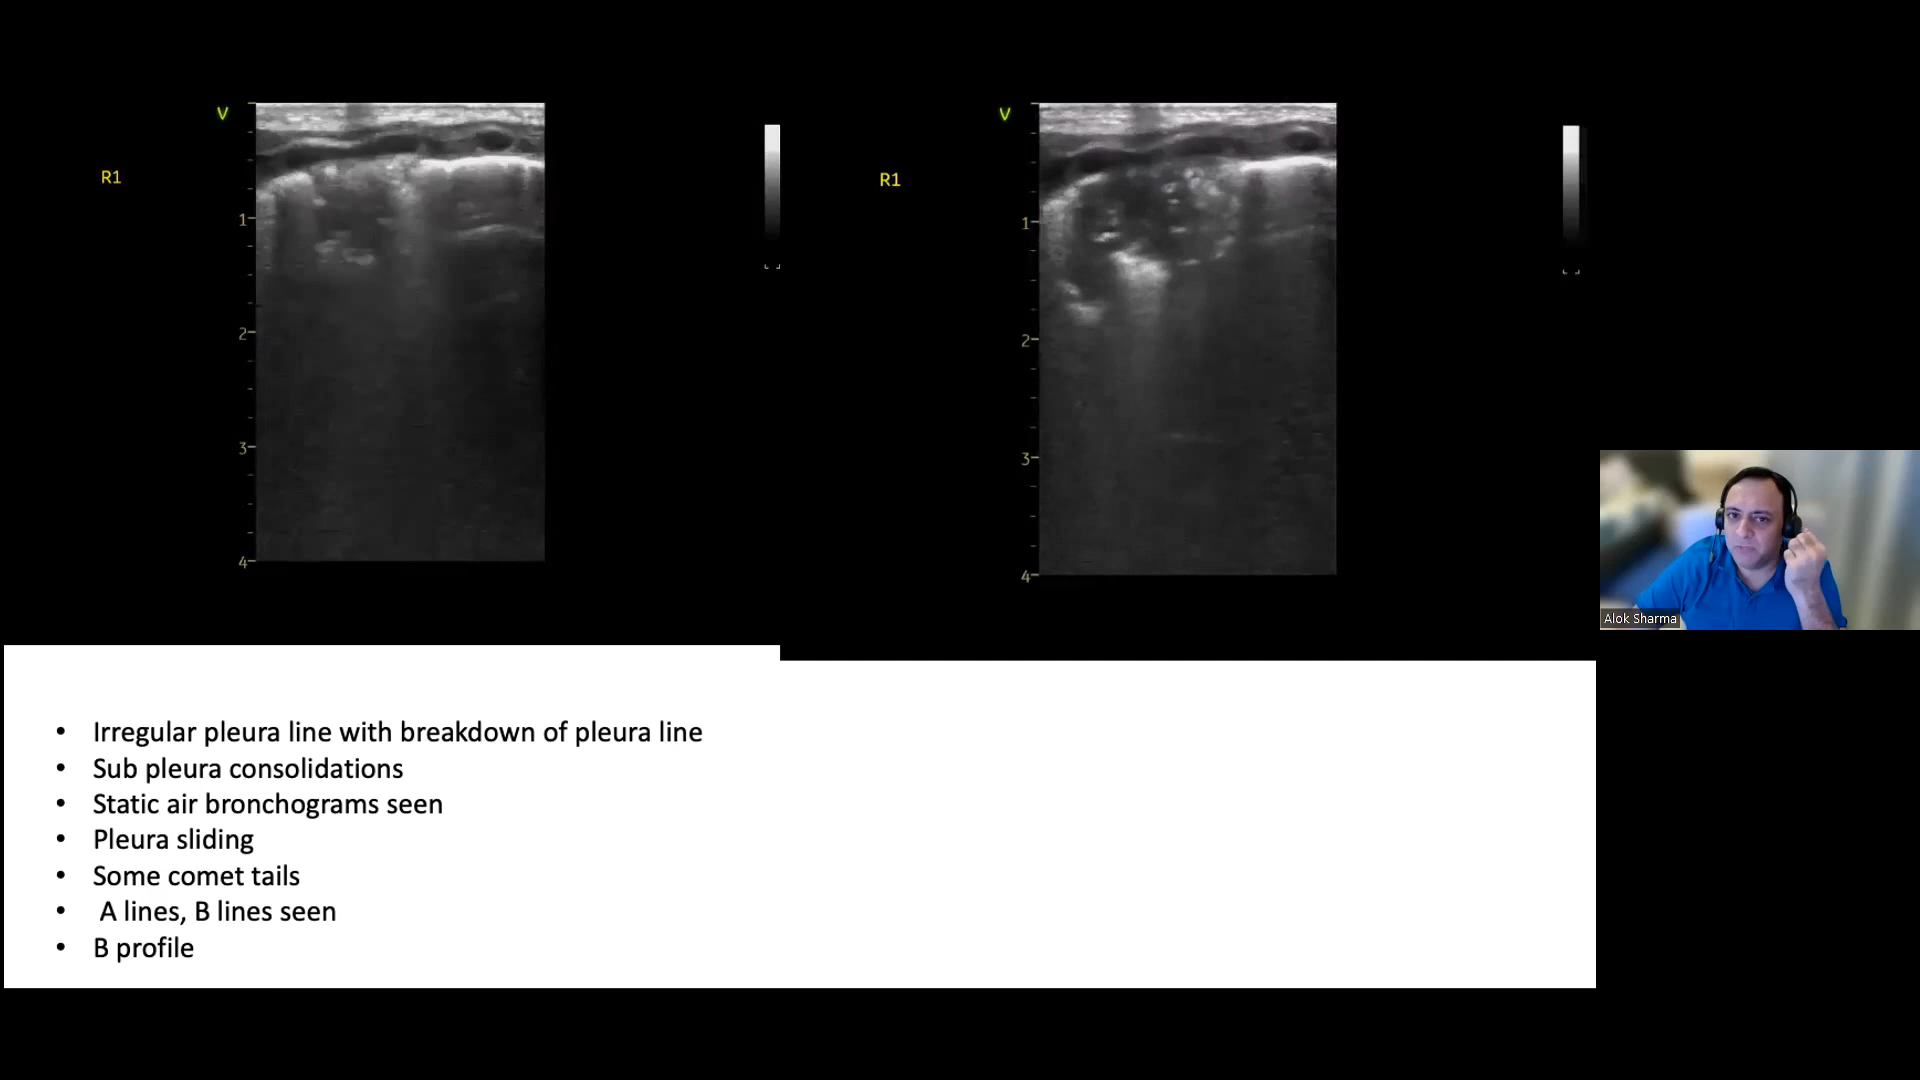 V
R1
1
2
3
4
V
R1
1
2
3
4
Alok Sharma
• Irregular pleura line with breakdown of pleura line
• Sub pleura consolidations
• Static air bronchograms seen
• Pleura sliding
• Some comet tails
• A lines, B lines seen
• B profile